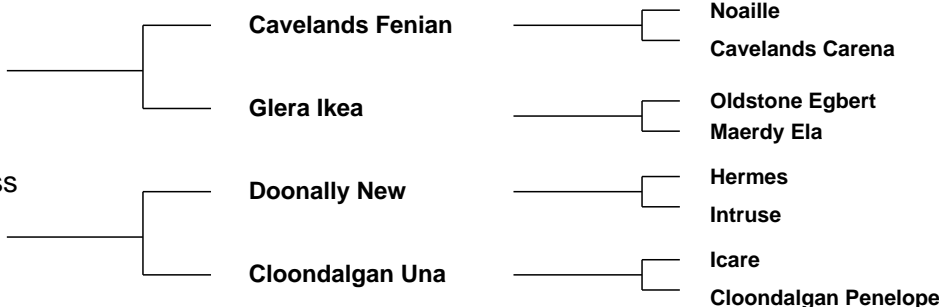 Noaille
Cavelands Fenian
Cavelands Carena
Oldstone Egbert
Glera Ikea
Maerdy Ela
Hermes
Doonally New
Intruse
Icare
Cloondalgan Una
Cloondalgan Penelope